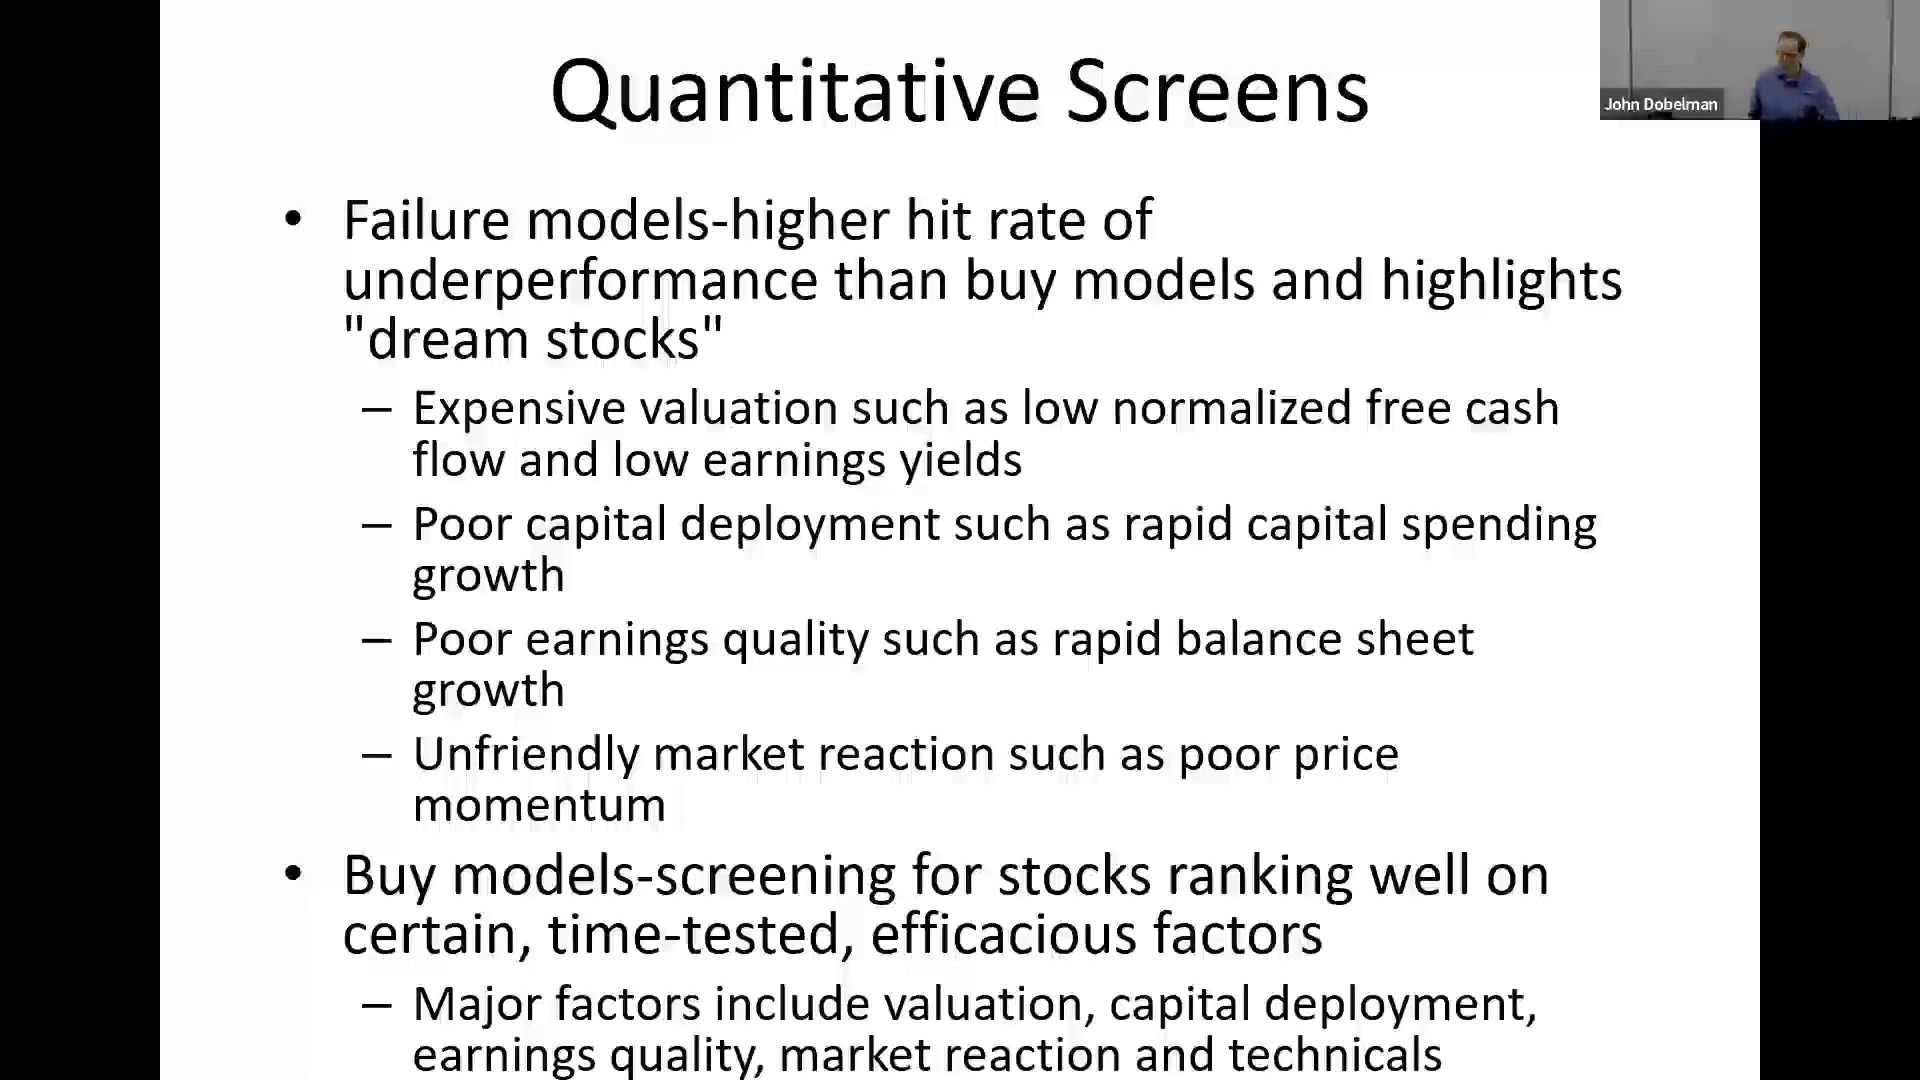 Quantitative Screens
John Dobelman
• Failure models-higher hit rate of
underperformance than buy models and highlights
"dream stocks"
– Expensive valuation such as low normalized free cash
flow and low earnings yields
– Poor capital deployment such as rapid capital spending
growth
– Poor earnings quality such as rapid balance sheet
growth
– Unfriendly market reaction such as poor price
momentum
• Buy models-screening for stocks ranking well on
certain, time-tested, efficacious factors
– Major factors include valuation, capital deployment,
earnings quality, market reaction and technicals